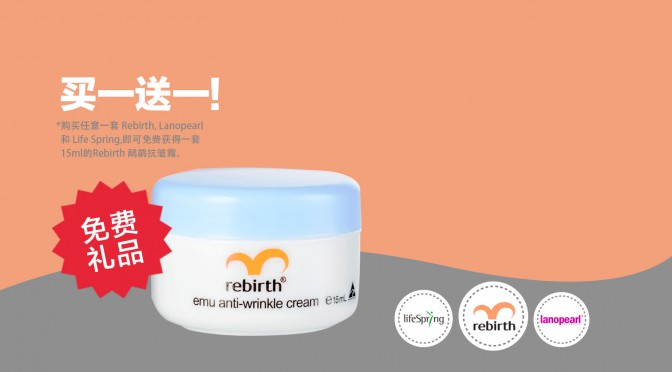 买一送一!
*购买任意一套 Rebirth, Lanopearl
和 Life Spring,即可免费获得一套
15ml的Rebirth 鸸鹋抗皱霜。
免费
礼品
rebirth®
emu anti-wrinkle cream ℮15mL
lifeSpring
rebirth
lanopearl